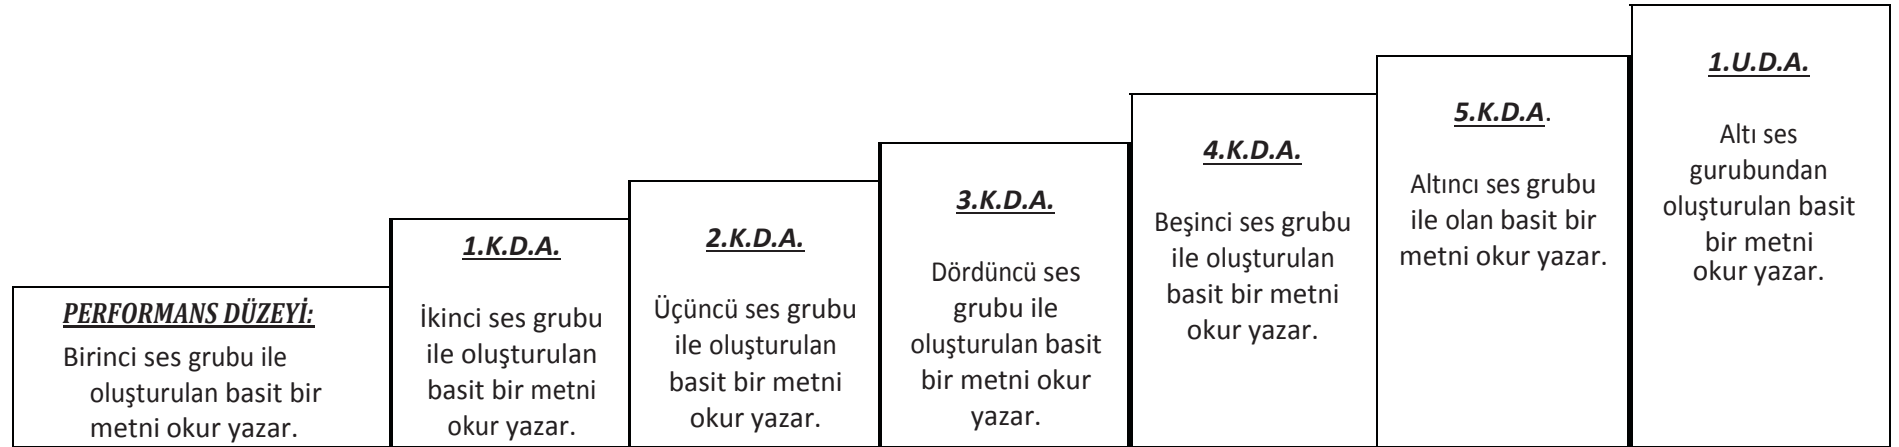 PERFORMANS DÜZEYİ:
Birinci ses grubu ile
oluşturulan basit bir
metni okur yazar.
1.K.D.A.
İkinci ses grubu
ile oluşturulan
basit bir metni
okur yazar.
2.K.D.A.
Üçüncü ses grubu
ile oluşturulan
basit bir metni
okur yazar.
3.K.D.A.
Dördüncü ses
grubu ile
oluşturulan basit
bir metni okur
yazar.
4.K.D.A.
Beşinci ses grubu
ile oluşturulan
basit bir metni
okur yazar.
5.K.D.A.
Altıncı ses grubu
ile olan basit bir
metni okur yazar.
1.U.D.A.
Altı ses
gurubundan
oluşturulan basit
bir metni
okur yazar.